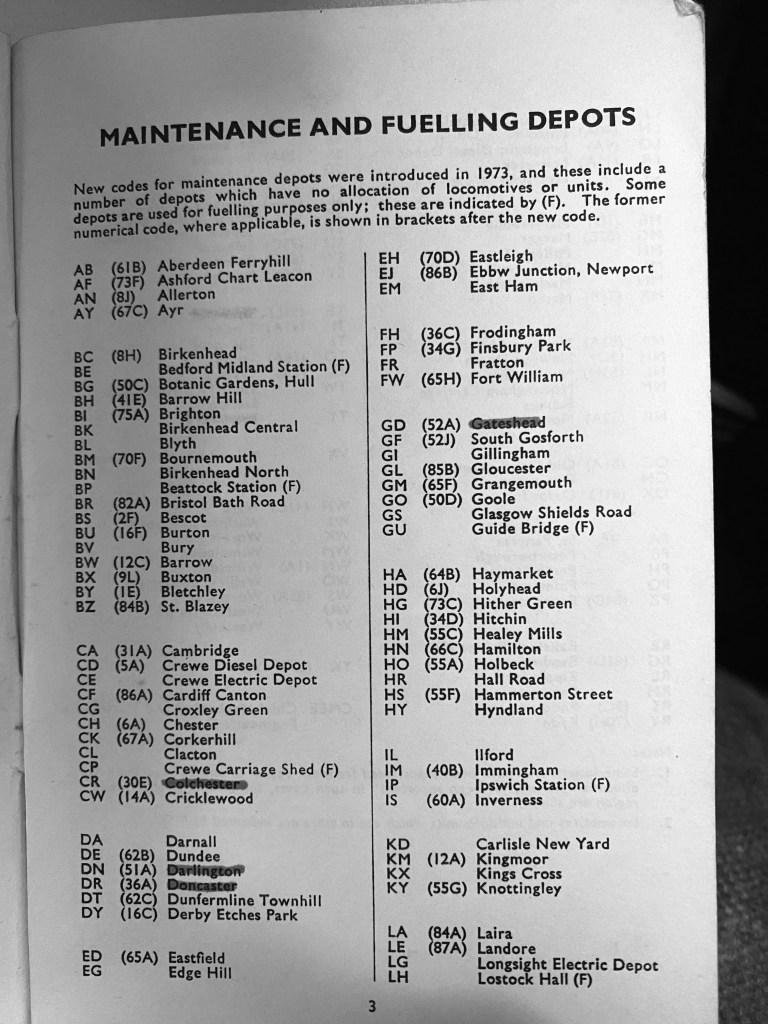 MAINTENANCE AND FUELLING DEPOTS
New codes for maintenance depots were introduced in 1973, and these include a
number of depots which have no allocation of locomotives or units. Some
depots are used for fuelling purposes only; these are indicated by (F). The former
numerical code, where applicable, is shown in brackets after the new code.
AB (61B) Aberdeen Ferryhill
AF (73F) Ashford Chart Leacon
AN (8J) Allerton
AY (67C) Ayr
BC (8H) Birkenhead
BE Bedford Midland Station (F)
BG (50C) Botanic Gardens, Hull
BH (41E) Barrow Hill
BI (75A) Brighton
BK Birkenhead Central
BL Blyth
BM (70F) Bournemouth
BN Birkenhead North
BP Beattock Station (F)
BR (82A) Bristol Bath Road
BS (2F) Bescot
BU (16F) Burton
BV Bury
BW (12C) Barrow
BX (9L) Buxton
BY (1E) Bletchley
BZ (84B) St. Blazey
CA (31A) Cambridge
CD (5A) Crewe Diesel Depot
CE Crewe Electric Depot
CF (86A) Cardiff Canton
CG Croxley Green
CH (6A) Chester
CK (67A) Corkerhill
CL Clacton
CP Crewe Carriage Shed (F)
CR (30E) Colchester
CW (14A) Cricklewood
DA Darnall
DE (62B) Dundee
DN (51A) Darlington
DR (36A) Doncaster
DT (62C) Dunfermline Townhill
DY (16C) Derby Etches Park
ED (65A) Eastfield
EG Edge Hill
EH (70D) Eastleigh
EJ (86B) Ebbw Junction, Newport
EM East Ham
FH (36C) Frodingham
FP (34G) Finsbury Park
FR Fratton
FW (65H) Fort William
GD (52A) Gateshead
GF (52J) South Gosforth
GI Gillingham
GL (85B) Gloucester
GM (65F) Grangemouth
GO (50D) Goole
GS Glasgow Shields Road
GU Guide Bridge (F)
HA (64B) Haymarket
HD (6J) Holyhead
HG (73C) Hither Green
HI (34D) Hitchin
HM (55C) Healey Mills
HN (66C) Hamilton
HO (55A) Holbeck
HR Hall Road
HS (55F) Hammerton Street
HY Hyndland
IL Ilford
IM (40B) Immingham
IP Ipswich Station (F)
IS (60A) Inverness
KD Carlisle New Yard
KM (12A) Kingmoor
KX Kings Cross
KY (55G) Knottingley
LA (84A) Laira
LE (87A) Landore
LG Longsight Electric Depot
LH Lostock Hall (F)
3